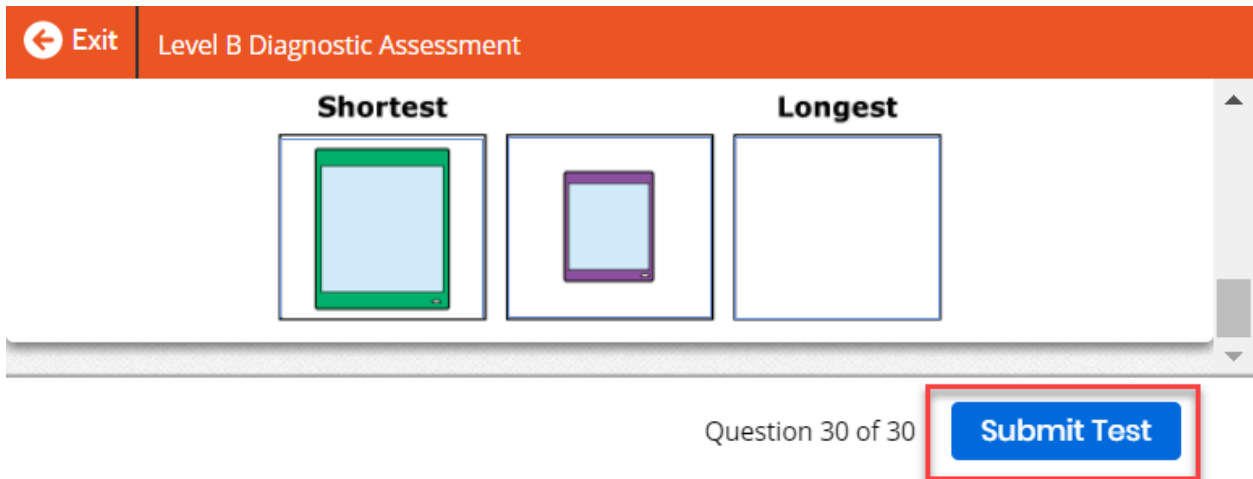 Exit
Level B Diagnostic Assessment
Shortest
Longest
Question 30 of 30
Submit Test